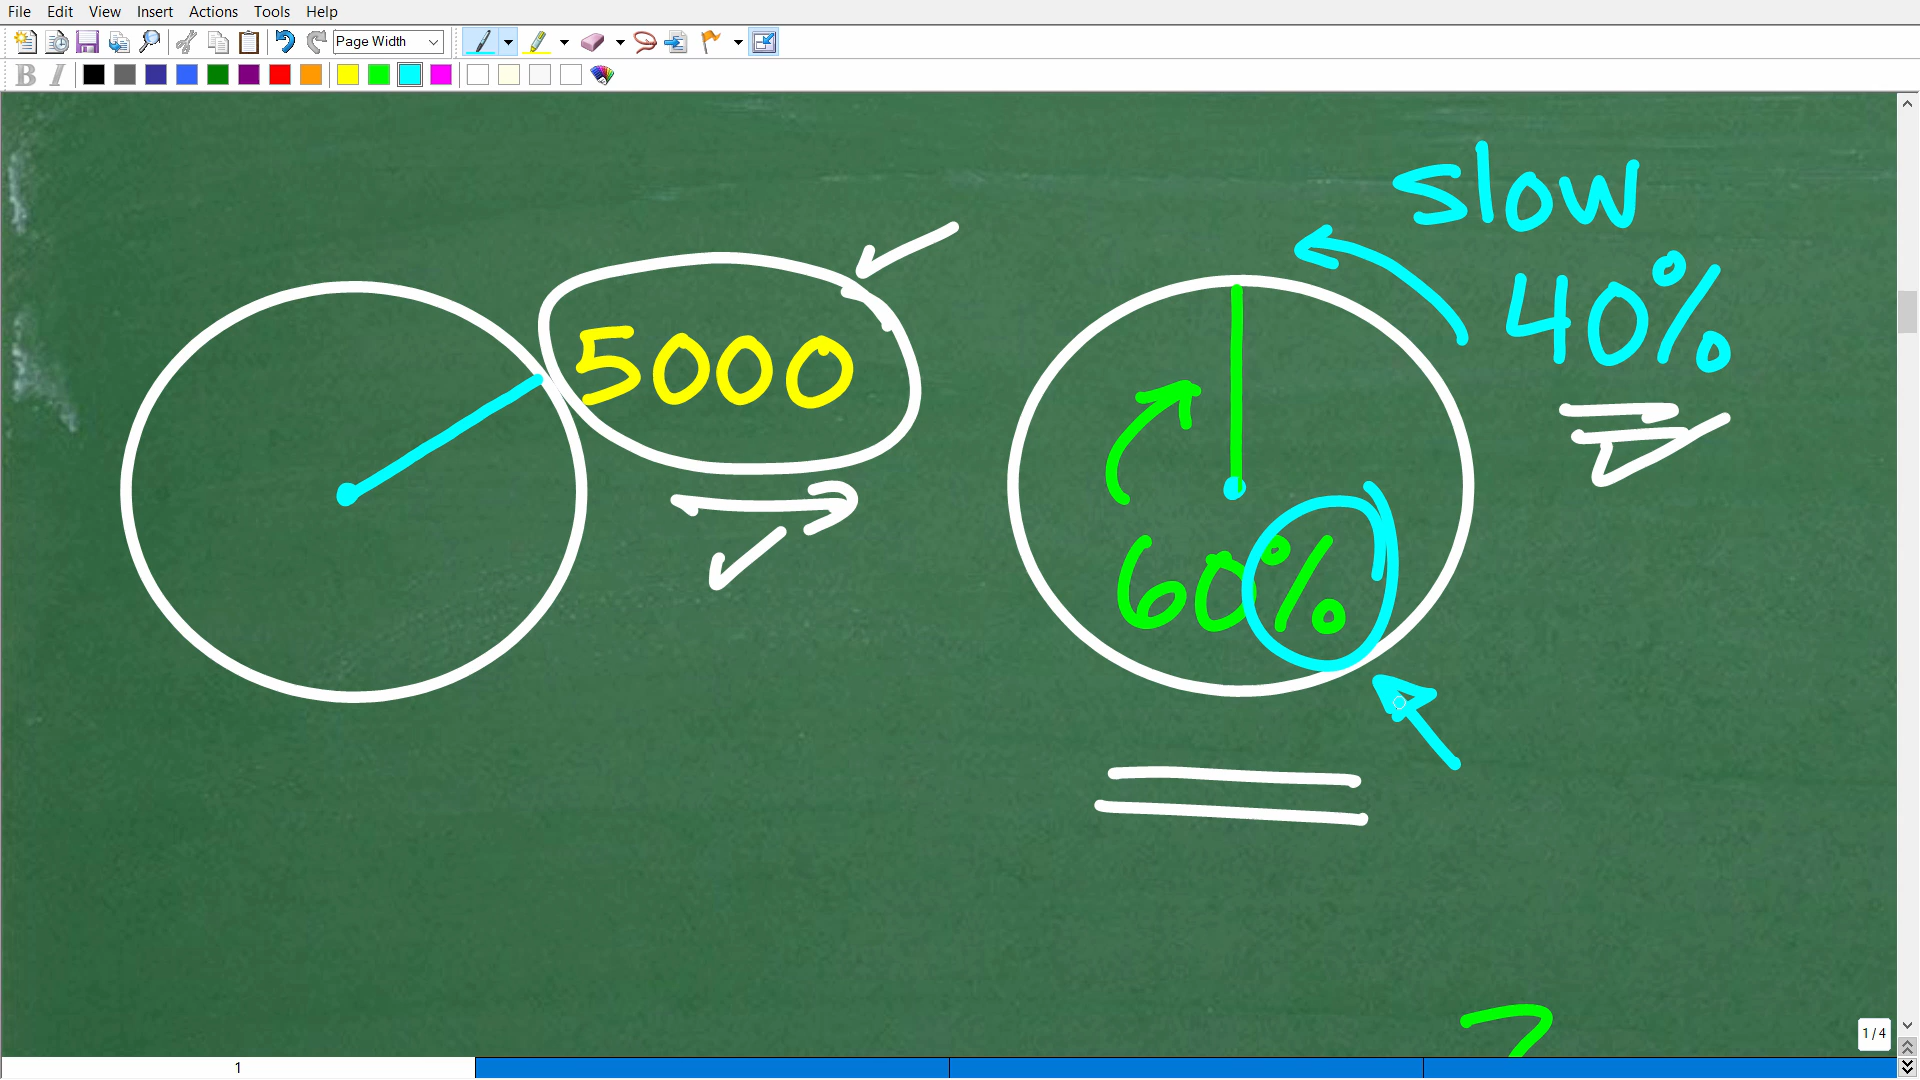 File Edit View Insert Actions Tools Help
Page Width
B I
slow
40%
5000
60%
1 / 4
1